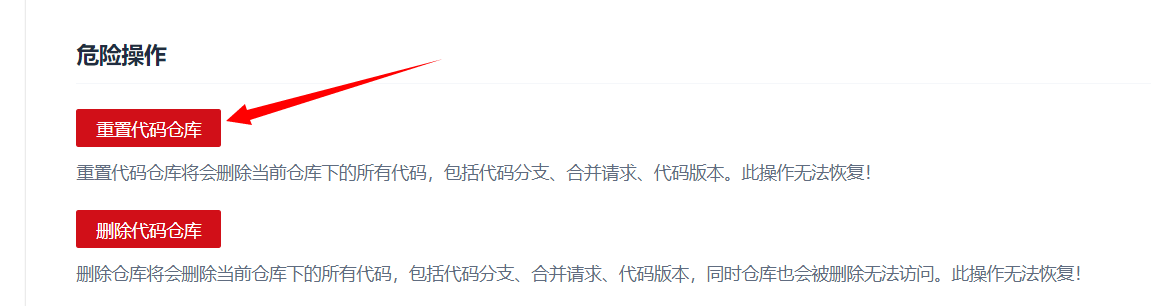 危险操作
重置代码仓库
重置代码仓库将会删除当前仓库下的所有代码，包括代码分支、合并请求、代码版本。此操作无法恢复！
删除代码仓库
删除仓库将会删除当前仓库下的所有代码，包括代码分支、合并请求、代码版本，同时仓库也会被删除无法访问。此操作无法恢复！